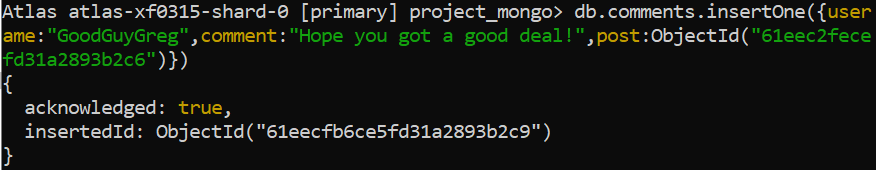 Atlas atlas-xf0315-shard-0 [primary] project_mongo> db.comments.insertOne({user
ame:"GoodGuyGreg",comment:"Hope you got a good deal!",post:ObjectId("61eec2fece
fd31a2893b2c6")})
{
  acknowledged: true,
  insertedId: ObjectId("61eecfb6ce5fd31a2893b2c9")
}